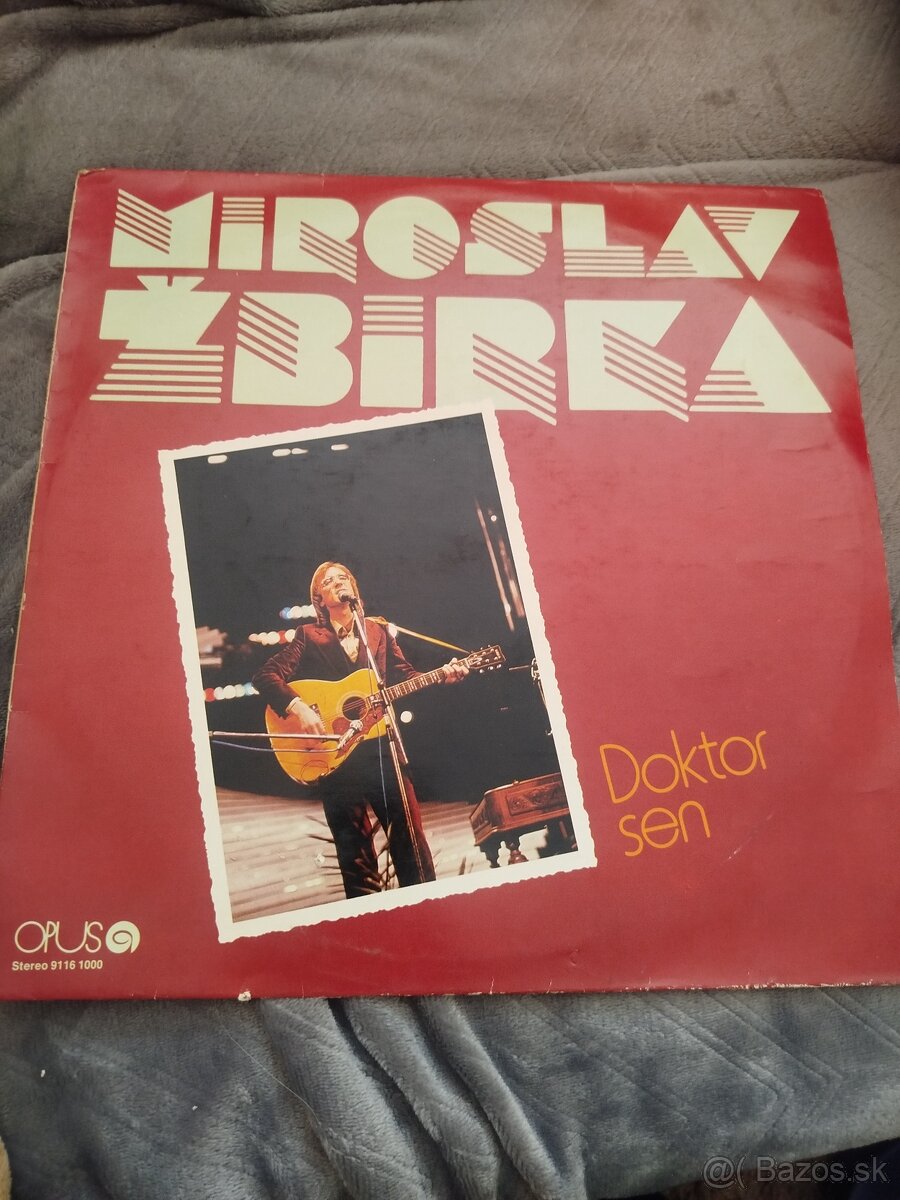 MIROSLAV
ŽBIRKA
Doktor
sen
OPUS
Stereo 9116 1000
@( Bazos.sk